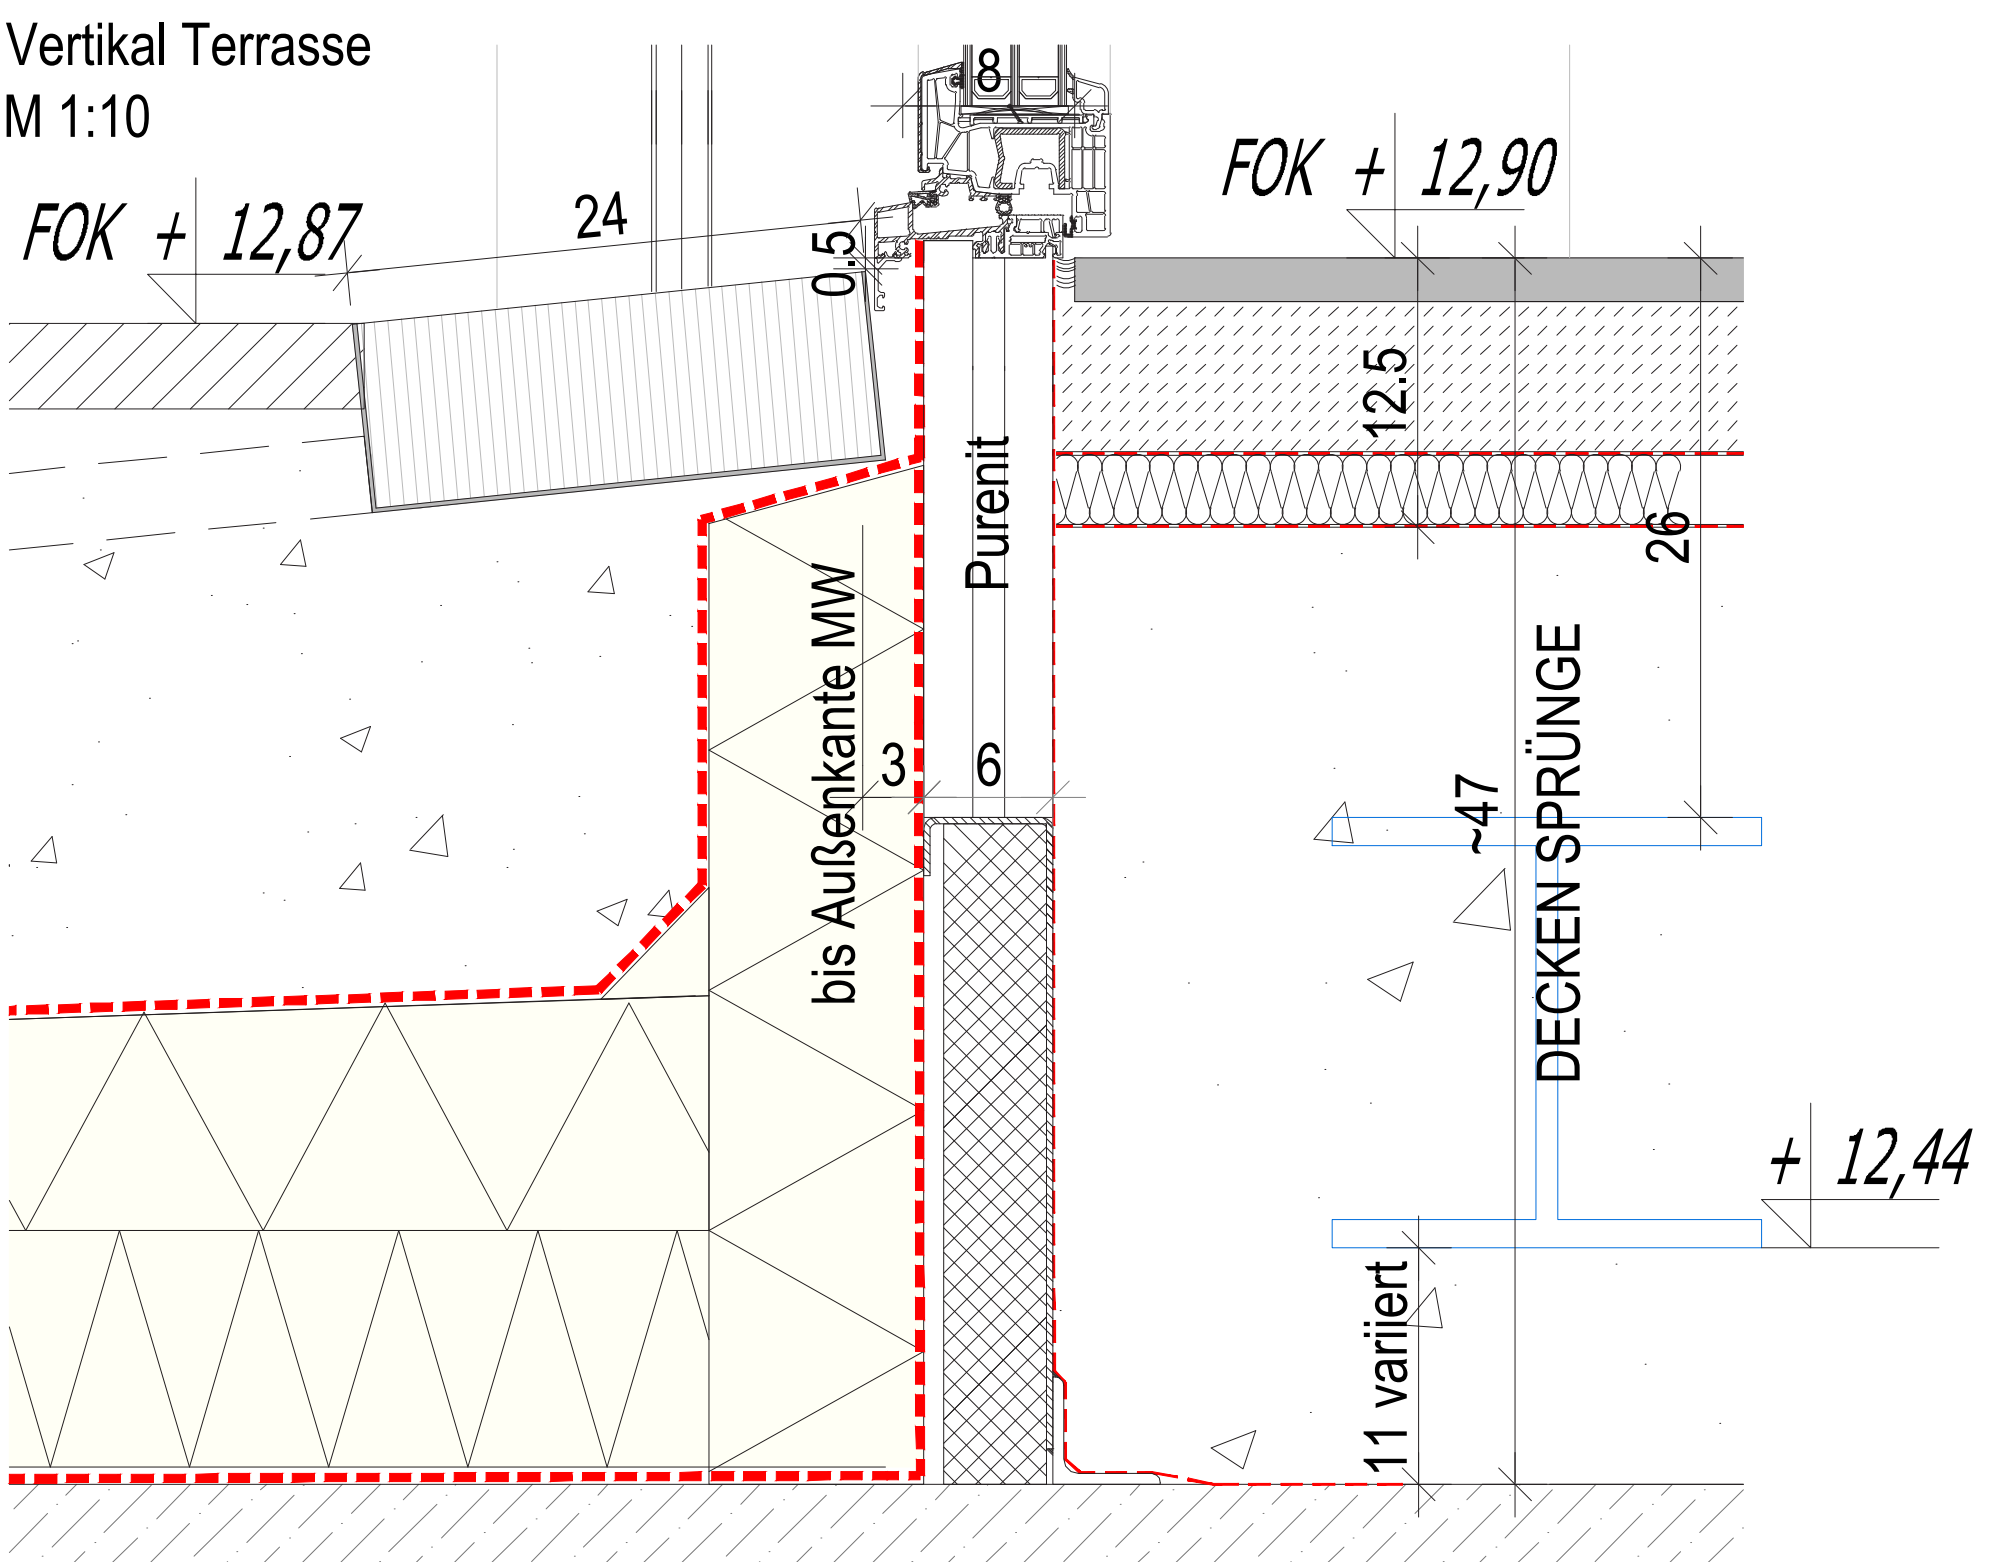 Vertikal Terrasse
M 1:10
8
FOK + 12,90
FOK + 12,87
24
0.5
12.5
Purenit
26
bis Außenkante MW
3
6
~47
DECKEN SPRÜNGE
+ 12,44
11 variiert